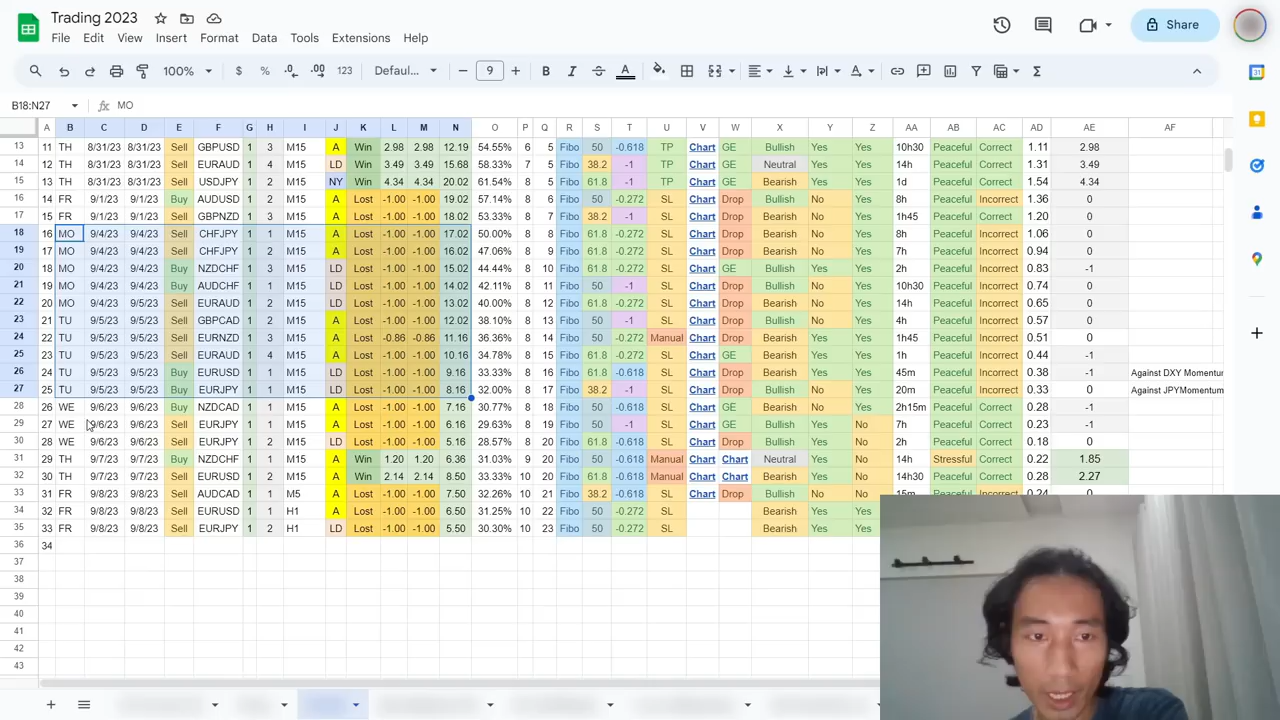 Trading 2023
File Edit View Insert Format Data Tools Extensions Help
Share
100% $ % .0 .00 123 Defaul... 9 B I A
B18:N27 fx MO
A B C D E F G H I J K L M N O P Q R S T U V W X Y Z AA AB AC AD AE AF
13 11 TH 8/31/23 8/31/23 Sell GBPUSD 1 3 M15 A Win 2.98 2.98 12.19 54.55% 6 5 Fibo 50 -0.618 TP Chart GE Bullish Yes Yes 10h30 Peaceful Correct 1.11 2.98
14 12 TH 8/31/23 8/31/23 Sell EURAUD 1 4 M15 LD Win 3.49 3.49 15.68 58.33% 7 5 Fibo 38.2 -1 TP Chart GE Neutral Yes Yes 14h Peaceful Correct 1.31 3.49
15 13 TH 8/31/23 8/31/23 Sell USDJPY 1 2 M15 NY Win 4.34 4.34 20.02 61.54% 8 5 Fibo 61.8 -1 TP Chart GE Bearish Yes Yes 1d Peaceful Correct 1.54 4.34
16 14 FR 9/1/23 9/1/23 Sell AUDUSD 1 2 M15 A Lost -1.00 -1.00 19.02 57.14% 8 6 Fibo 61.8 -0.272 SL Chart Drop Bullish No Yes 8h Peaceful Incorrect 1.36 0
17 15 FR 9/1/23 9/1/23 Sell GBPNZD 1 2 M15 A Lost -1.00 -1.00 18.02 53.33% 8 7 Fibo 38.2 -1 SL Chart Drop Bearish No Yes 1h45 Peaceful Correct 1.20 0
18 16 MO 9/4/23 9/4/23 Sell CHFJPY 1 1 M15 A Lost -1.00 -1.00 17.02 50.00% 8 8 Fibo 61.8 -0.272 SL Chart Drop Bullish Yes Yes 8h Peaceful Incorrect 1.06 0
19 17 MO 9/4/23 9/4/23 Sell CHFJPY 1 1 M15 A Lost -1.00 -1.00 16.02 47.06% 8 9 Fibo 50 -0.272 SL Chart Drop Bearish No Yes 7h Peaceful Incorrect 0.94 0
20 18 MO 9/4/23 9/4/23 Buy NZDCHF 1 3 M15 LD Lost -1.00 -1.00 15.02 44.44% 8 10 Fibo 61.8 -0.618 SL Chart GE Bullish Yes Yes 2h Peaceful Incorrect 0.83 -1
21 19 MO 9/4/23 9/4/23 Buy AUDCHF 1 2 M15 LD Lost -1.00 -1.00 14.02 42.11% 8 11 Fibo 50 -0.618 SL Chart Drop Bullish No Yes 10h30 Peaceful Incorrect 0.74 0
22 20 MO 9/4/23 9/5/23 Sell EURAUD 1 2 M15 LD Lost -1.00 -1.00 13.02 40.00% 8 12 Fibo 61.8 -0.272 SL Chart Drop Bearish Yes Yes 14h Peaceful Incorrect 0.65 0
23 21 TU 9/5/23 9/5/23 Buy GBPCAD 1 2 M15 A Lost -1.00 -1.00 12.02 38.10% 8 13 Fibo 50 -1 SL Chart Drop Bullish No Yes 4h Peaceful Incorrect 0.57 0
24 22 TU 9/5/23 9/5/23 Sell EURNZD 1 2 M15 A Lost -0.86 -0.86 11.16 36.36% 8 14 Fibo 50 -0.272 Manual Chart Drop Bearish Yes Yes 1h45 Peaceful Incorrect 0.51 0
25 23 TU 9/5/23 9/5/23 Sell EURAUD 1 4 M15 A Lost -1.00 -1.00 10.16 34.78% 8 15 Fibo 61.8 -0.272 SL Chart GE Bearish Yes Yes 1h Peaceful Incorrect 0.44 -1
26 24 TU 9/5/23 9/5/23 Buy EURUSD 1 1 M15 LD Lost -1.00 -1.00 9.16 33.33% 8 16 Fibo 50 -0.618 SL Chart Drop Bearish Yes Yes 45m Peaceful Incorrect 0.38 -1 Against DXY Momentum
27 25 TU 9/5/23 9/5/23 Buy EURJPY 1 1 M15 LD Lost -1.00 -1.00 8.16 32.00% 8 17 Fibo 38.2 -1 SL Chart Drop Bullish No Yes 20m Peaceful Incorrect 0.33 0 Against JPYMomentum
28 26 WE 9/6/23 9/6/23 Buy NZDCAD 1 1 M15 A Lost -1.00 -1.00 7.16 30.77% 8 18 Fibo 50 -0.618 SL Chart GE Bearish Yes Yes 2h15m Peaceful Correct 0.28 -1
29 27 WE 9/6/23 9/6/23 Buy EURJPY 1 1 M15 A Lost -1.00 -1.00 6.16 29.63% 8 19 Fibo 50 -1 SL Chart GE Bullish Yes No 7h Peaceful Correct 0.23 -1
30 28 WE 9/6/23 9/6/23 Buy EURJPY 1 2 M15 LD Lost -1.00 -1.00 5.16 28.57% 8 20 Fibo 61.8 -0.618 SL Chart Drop Bullish Yes No 2h Peaceful Correct 0.18 0
31 29 TH 9/7/23 9/7/23 Buy NZDCHF 1 1 M15 A Win 1.20 1.20 6.36 31.03% 9 20 Fibo 50 -0.618 Manual Chart Chart Neutral Yes No 14h Stressful Correct 0.22 1.85
32 30 TH 9/7/23 9/8/23 Sell EURUSD 1 2 M15 A Win 2.14 2.14 8.50 33.33% 10 20 Fibo 61.8 -0.618 Manual Chart Chart Bearish Yes No 14h30 Peaceful Correct 0.28 2.27
33 31 FR 9/8/23 9/8/23 Sell AUDCAD 1 1 M5 A Lost -1.00 -1.00 7.50 32.26% 10 21 Fibo 38.2 -0.618 SL Chart Drop Bullish No No
34 32 FR 9/8/23 9/8/23 Sell EURUSD 1 1 H1 A Lost -1.00 -1.00 6.50 31.25% 10 22 Fibo 50 -0.272 SL Bearish Yes Yes
35 33 FR 9/8/23 9/8/23 Sell EURJPY 1 2 H1 LD Lost -1.00 -1.00 5.50 30.30% 10 23 Fibo 50 -0.272 SL Bearish Yes Yes
36 34
37
38
39
40
41
42
43